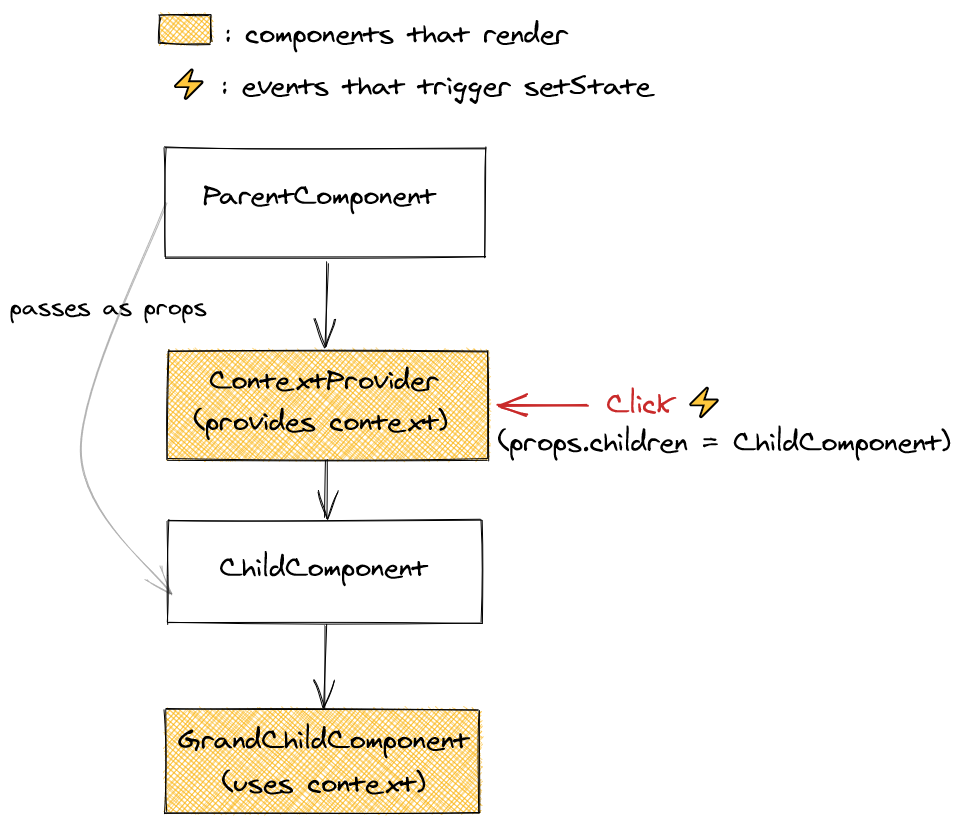 : components that render
: events that trigger setState
ParentComponent
passes as props
ContextProvider
(provides context)
Click
(props.children = ChildComponent)
ChildComponent
GrandChildComponent
(uses context)